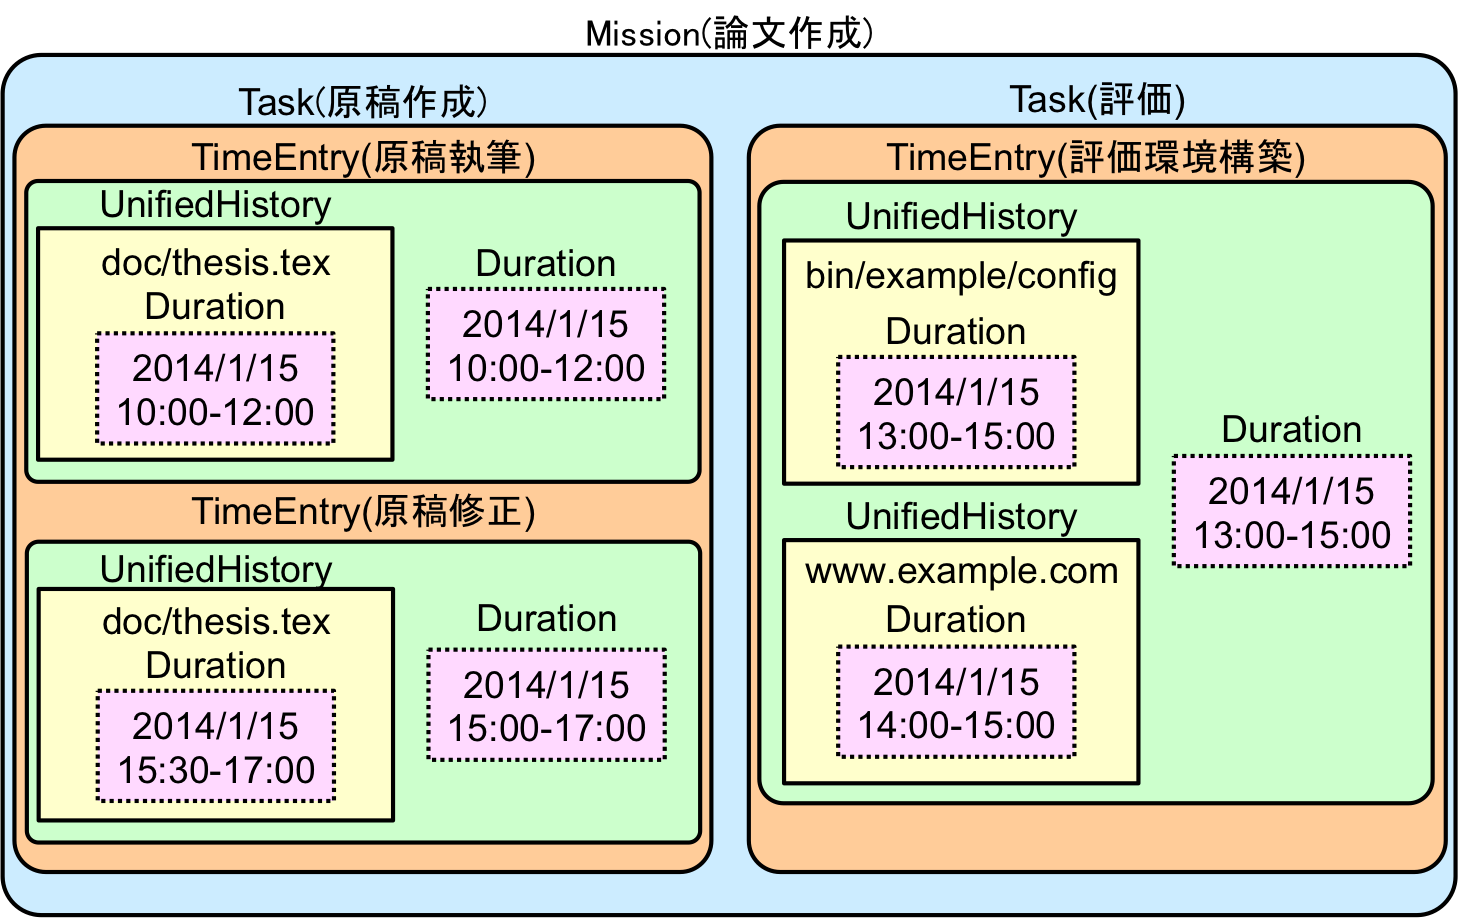 Mission(論文作成)
Task(原稿作成)
TimeEntry(原稿執筆)
UnifiedHistory
doc/thesis.tex
Duration
2014/1/15
10:00-12:00
Duration
2014/1/15
10:00-12:00
TimeEntry(原稿修正)
UnifiedHistory
doc/thesis.tex
Duration
2014/1/15
15:30-17:00
Duration
2014/1/15
15:00-17:00
Task(評価)
TimeEntry(評価環境構築)
UnifiedHistory
bin/example/config
Duration
2014/1/15
13:00-15:00
UnifiedHistory
www.example.com
Duration
2014/1/15
14:00-15:00
Duration
2014/1/15
13:00-15:00